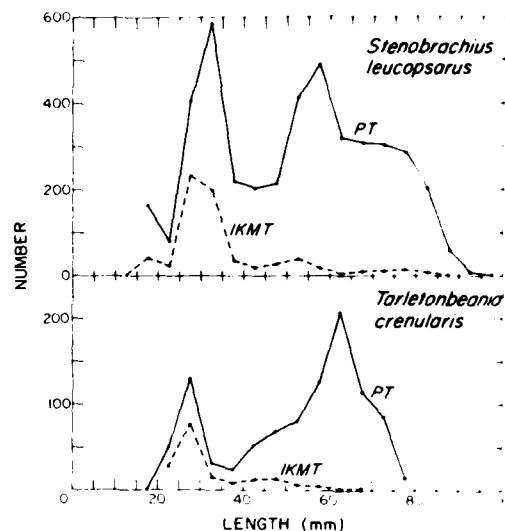 600
Stenobrachius
leucopsarus
PT
400
200
IKMT
0
NUMBER
Tarletonbeania
crenularis
200
PT
100
IKMT
0 20 40 60
LENGTH (mm)